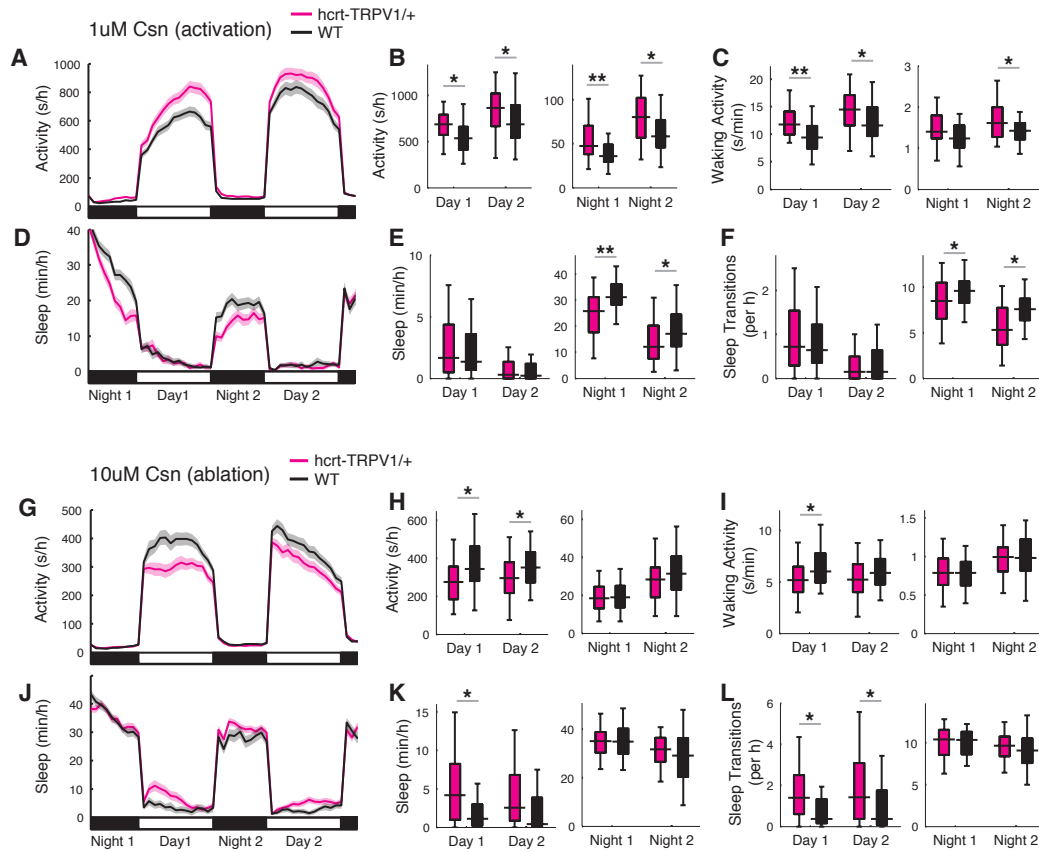 1uM Csn (activation)
hcrt-TRPV1/+
WT
A
Activity (s/h)
1000
800
600
400
200
0
B
Activity (s/h)
1000
500
0
* *
Day 1 Day 2
100
50
0
** *
Night 1 Night 2
C
Waking Activity
(s/min)
20
15
10
5
0
** *
Day 1 Day 2
3
2
1
0
*
Night 1 Night 2
D
Sleep (min/h)
40
30
20
10
0
Night 1 Day1 Night 2 Day 2
E
Sleep (min/h)
10
5
0
Day 1 Day 2
40
30
20
10
0
** *
Night 1 Night 2
F
Sleep Transitions
(per h)
2
1
0
Day 1 Day 2
10
5
0
* *
Night 1 Night 2
10uM Csn (ablation)
hcrt-TRPV1/+
WT
G
Activity (s/h)
500
400
300
200
100
0
H
Activity (s/h)
600
400
200
0
* *
Day 1 Day 2
60
40
20
0
Night 1 Night 2
I
Waking Activity
(s/min)
10
5
0
*
Day 1 Day 2
1.5
1
0.5
0
Night 1 Night 2
J
Sleep (min/h)
40
30
20
10
0
Night 1 Day1 Night 2 Day 2
K
Sleep (min/h)
15
10
5
0
*
Day 1 Day 2
40
20
0
Night 1 Night 2
L
Sleep Transitions
(per h)
6
4
2
0
* *
Day 1 Day 2
10
5
0
Night 1 Night 2